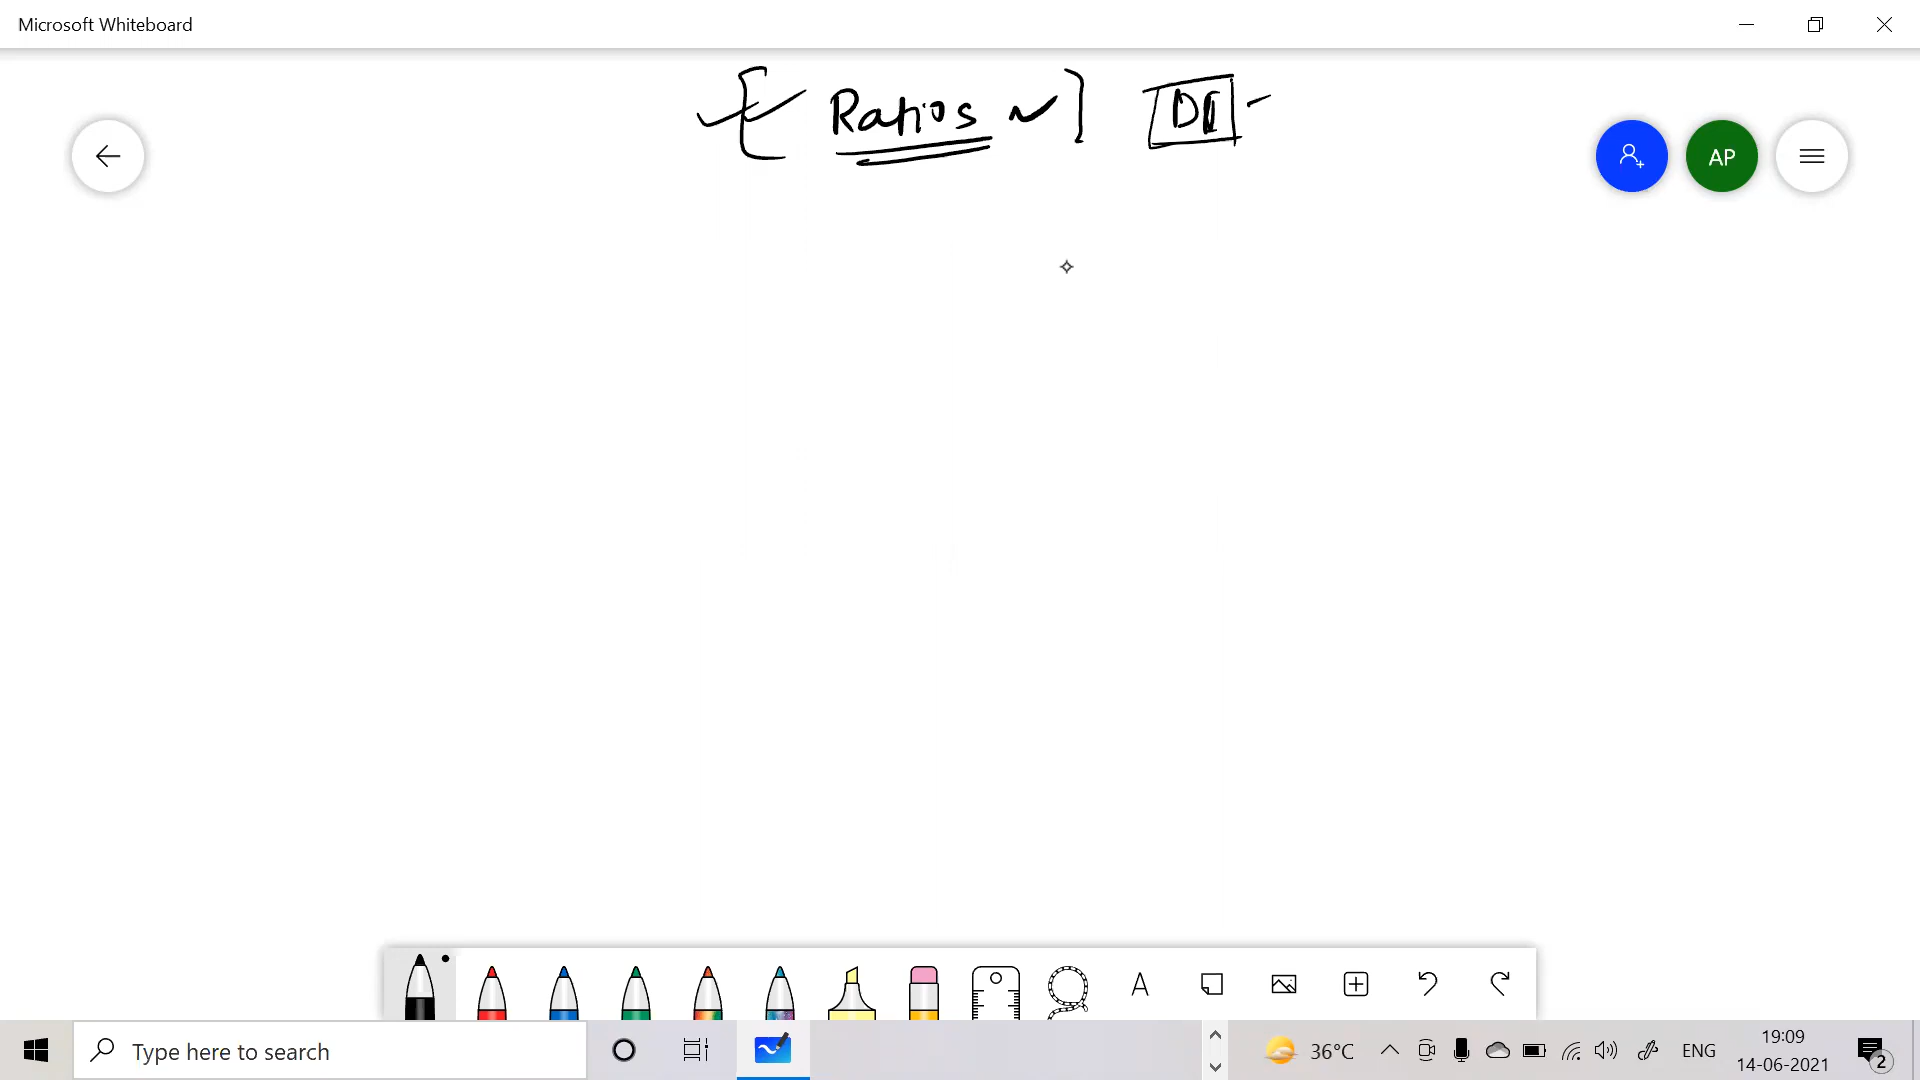 Microsoft Whiteboard
Ratios DI
AP
A
Type here to search
36°C
ENG
19:09
14-06-2021
2